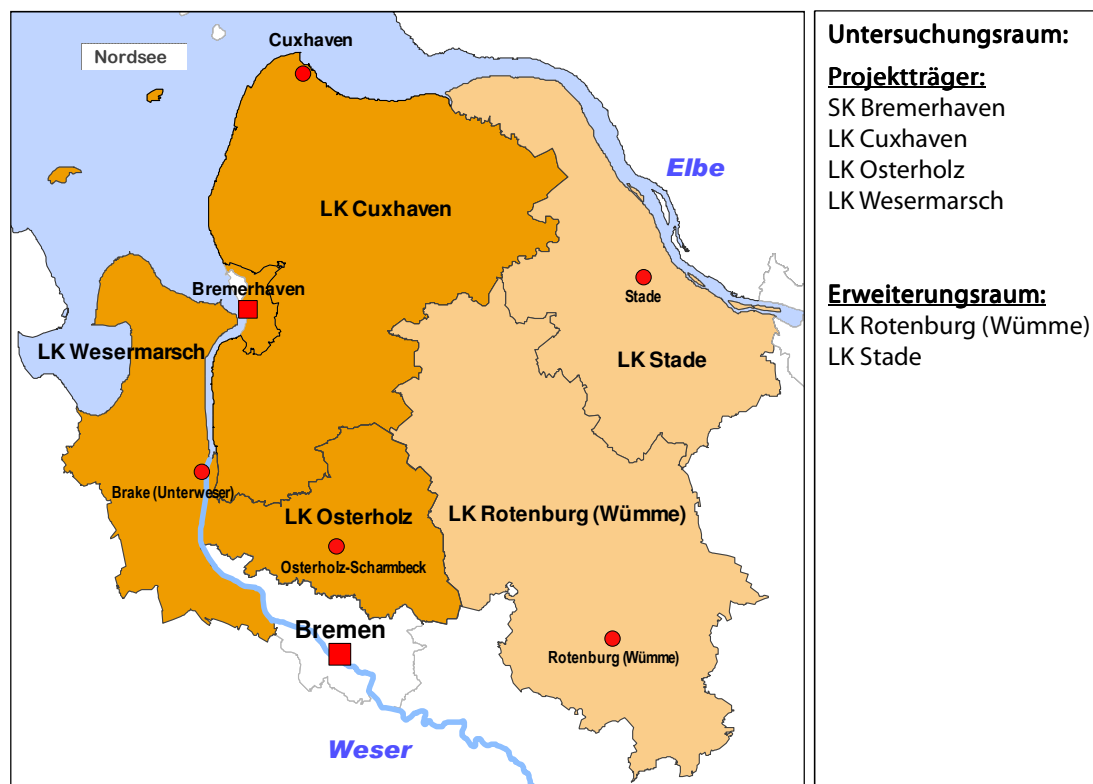 Cuxhaven
Nordsee
Elbe
LK Cuxhaven
Bremerhaven
Stade
LK Wesermarsch
LK Stade
Brake (Unterweser)
LK Osterholz
LK Rotenburg (Wümme)
Osterholz-Scharmbeck
Bremen
Rotenburg (Wümme)
Weser
Untersuchungsraum:
Projektträger:
SK Bremerhaven
LK Cuxhaven
LK Osterholz
LK Wesermarsch
Erweiterungsraum:
LK Rotenburg (Wümme)
LK Stade